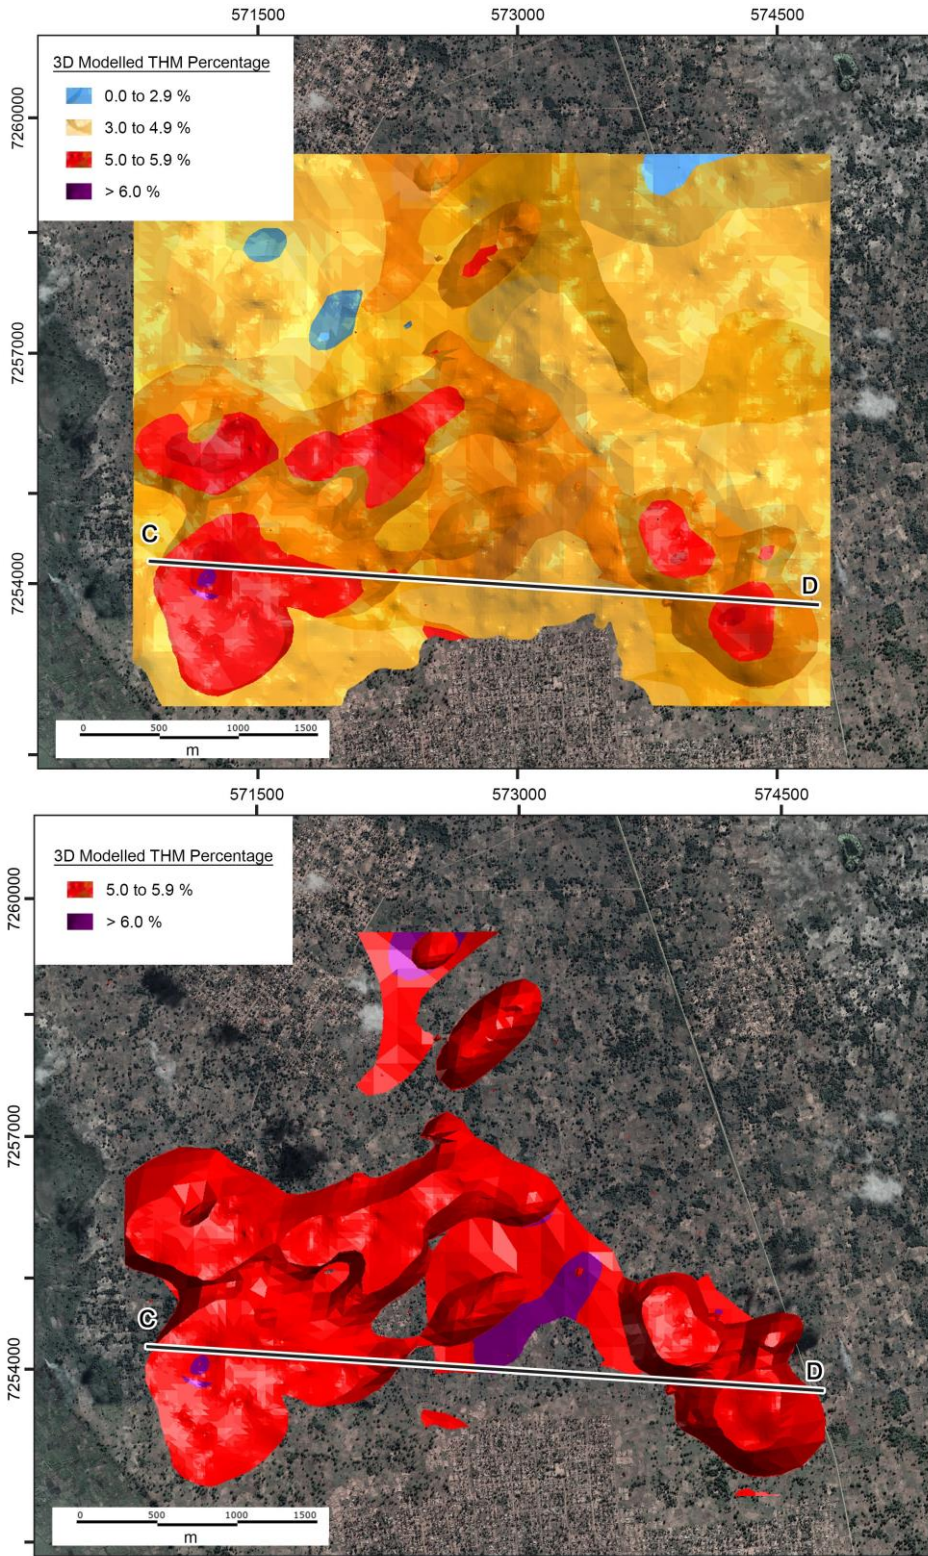 571500 573000 574500
3D Modelled THM Percentage
0.0 to 2.9 %
3.0 to 4.9 %
5.0 to 5.9 %
> 6.0 %
7260000
7257000
7254000
C
D
0 500 1000 1500
m
571500 573000 574500
3D Modelled THM Percentage
5.0 to 5.9 %
> 6.0 %
7260000
7257000
7254000
C
D
0 500 1000 1500
m